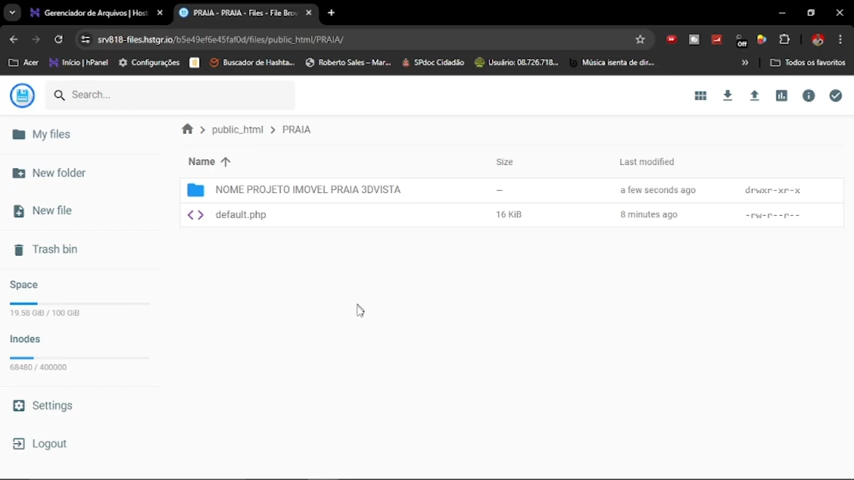 Gerenciador de Arquivos | Host
PRAIA - PRAIA - Files - File Bro
srv818-files.hstgr.io/b5e49ef6e45faf0d/files/public_html/PRAIA/
Acer
Início | hPanel
Configurações
Buscador de Hashta...
Roberto Sales – Mar...
SPdoc Cidadão
Usuário: 08.726.718...
Música isenta de dir...
Todos os favoritos
Off
Search...
My files
New folder
New file
Trash bin
Space
19.58 GiB / 100 GiB
Inodes
68480 / 400000
Settings
Logout
public_html > PRAIA
Name Size Last modified
NOME PROJETO IMOVEL PRAIA 3DVISTA — a few seconds ago drwxr-xr-x
default.php 16 KiB 8 minutes ago -rw-r--r--